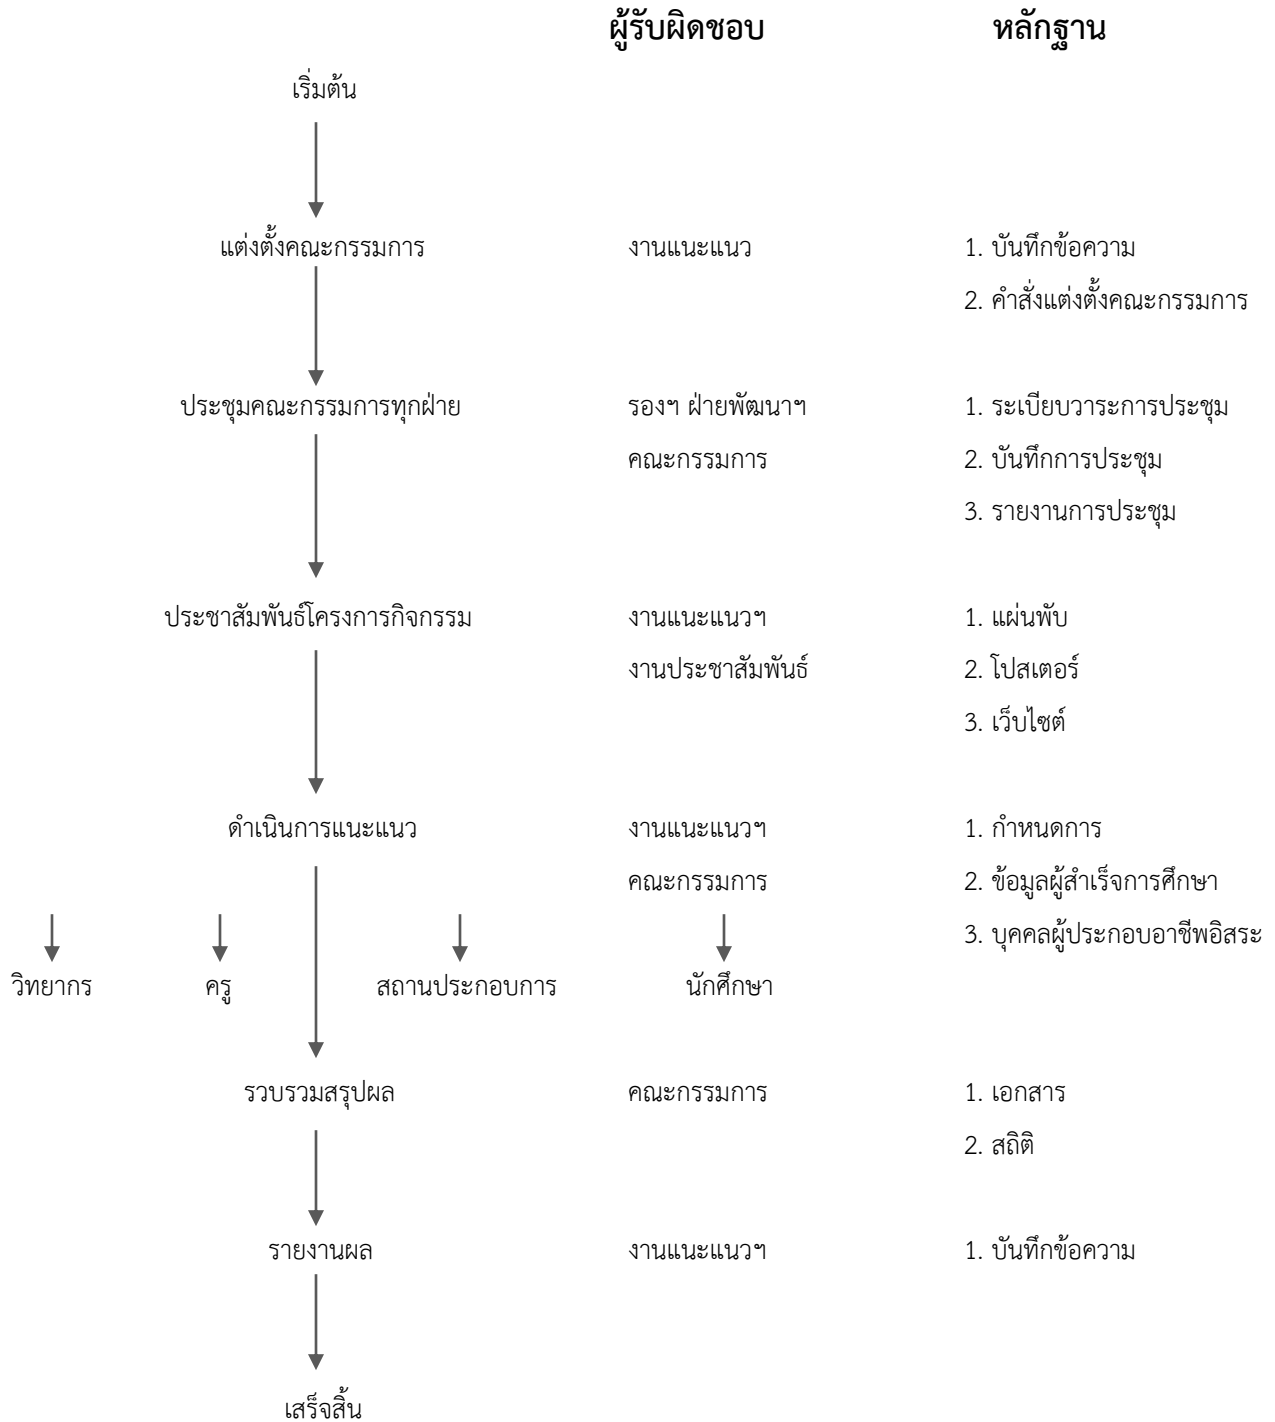 ผู้รับผิดชอบ หลักฐาน
เริ่มต้น
แต่งตั้งคณะกรรมการ งานแนะแนว 1. บันทึกข้อความ
2. คำสั่งแต่งตั้งคณะกรรมการ
ประชุมคณะกรรมการทุกฝ่าย รองฯ ฝ่ายพัฒนาฯ 1. ระเบียบวาระการประชุม
คณะกรรมการ 2. บันทึกการประชุม
3. รายงานการประชุม
ประชาสัมพันธ์โครงการกิจกรรม งานแนะแนวฯ 1. แผ่นพับ
งานประชาสัมพันธ์ 2. โปสเตอร์
3. เว็บไซต์
ดำเนินการแนะแนว งานแนะแนวฯ 1. กำหนดการ
คณะกรรมการ 2. ข้อมูลผู้สำเร็จการศึกษา
3. บุคคลผู้ประกอบอาชีพอิสระ
วิทยากร ครู สถานประกอบการ นักศึกษา
รวบรวมสรุปผล คณะกรรมการ 1. เอกสาร
2. สถิติ
รายงานผล งานแนะแนวฯ 1. บันทึกข้อความ
เสร็จสิ้น